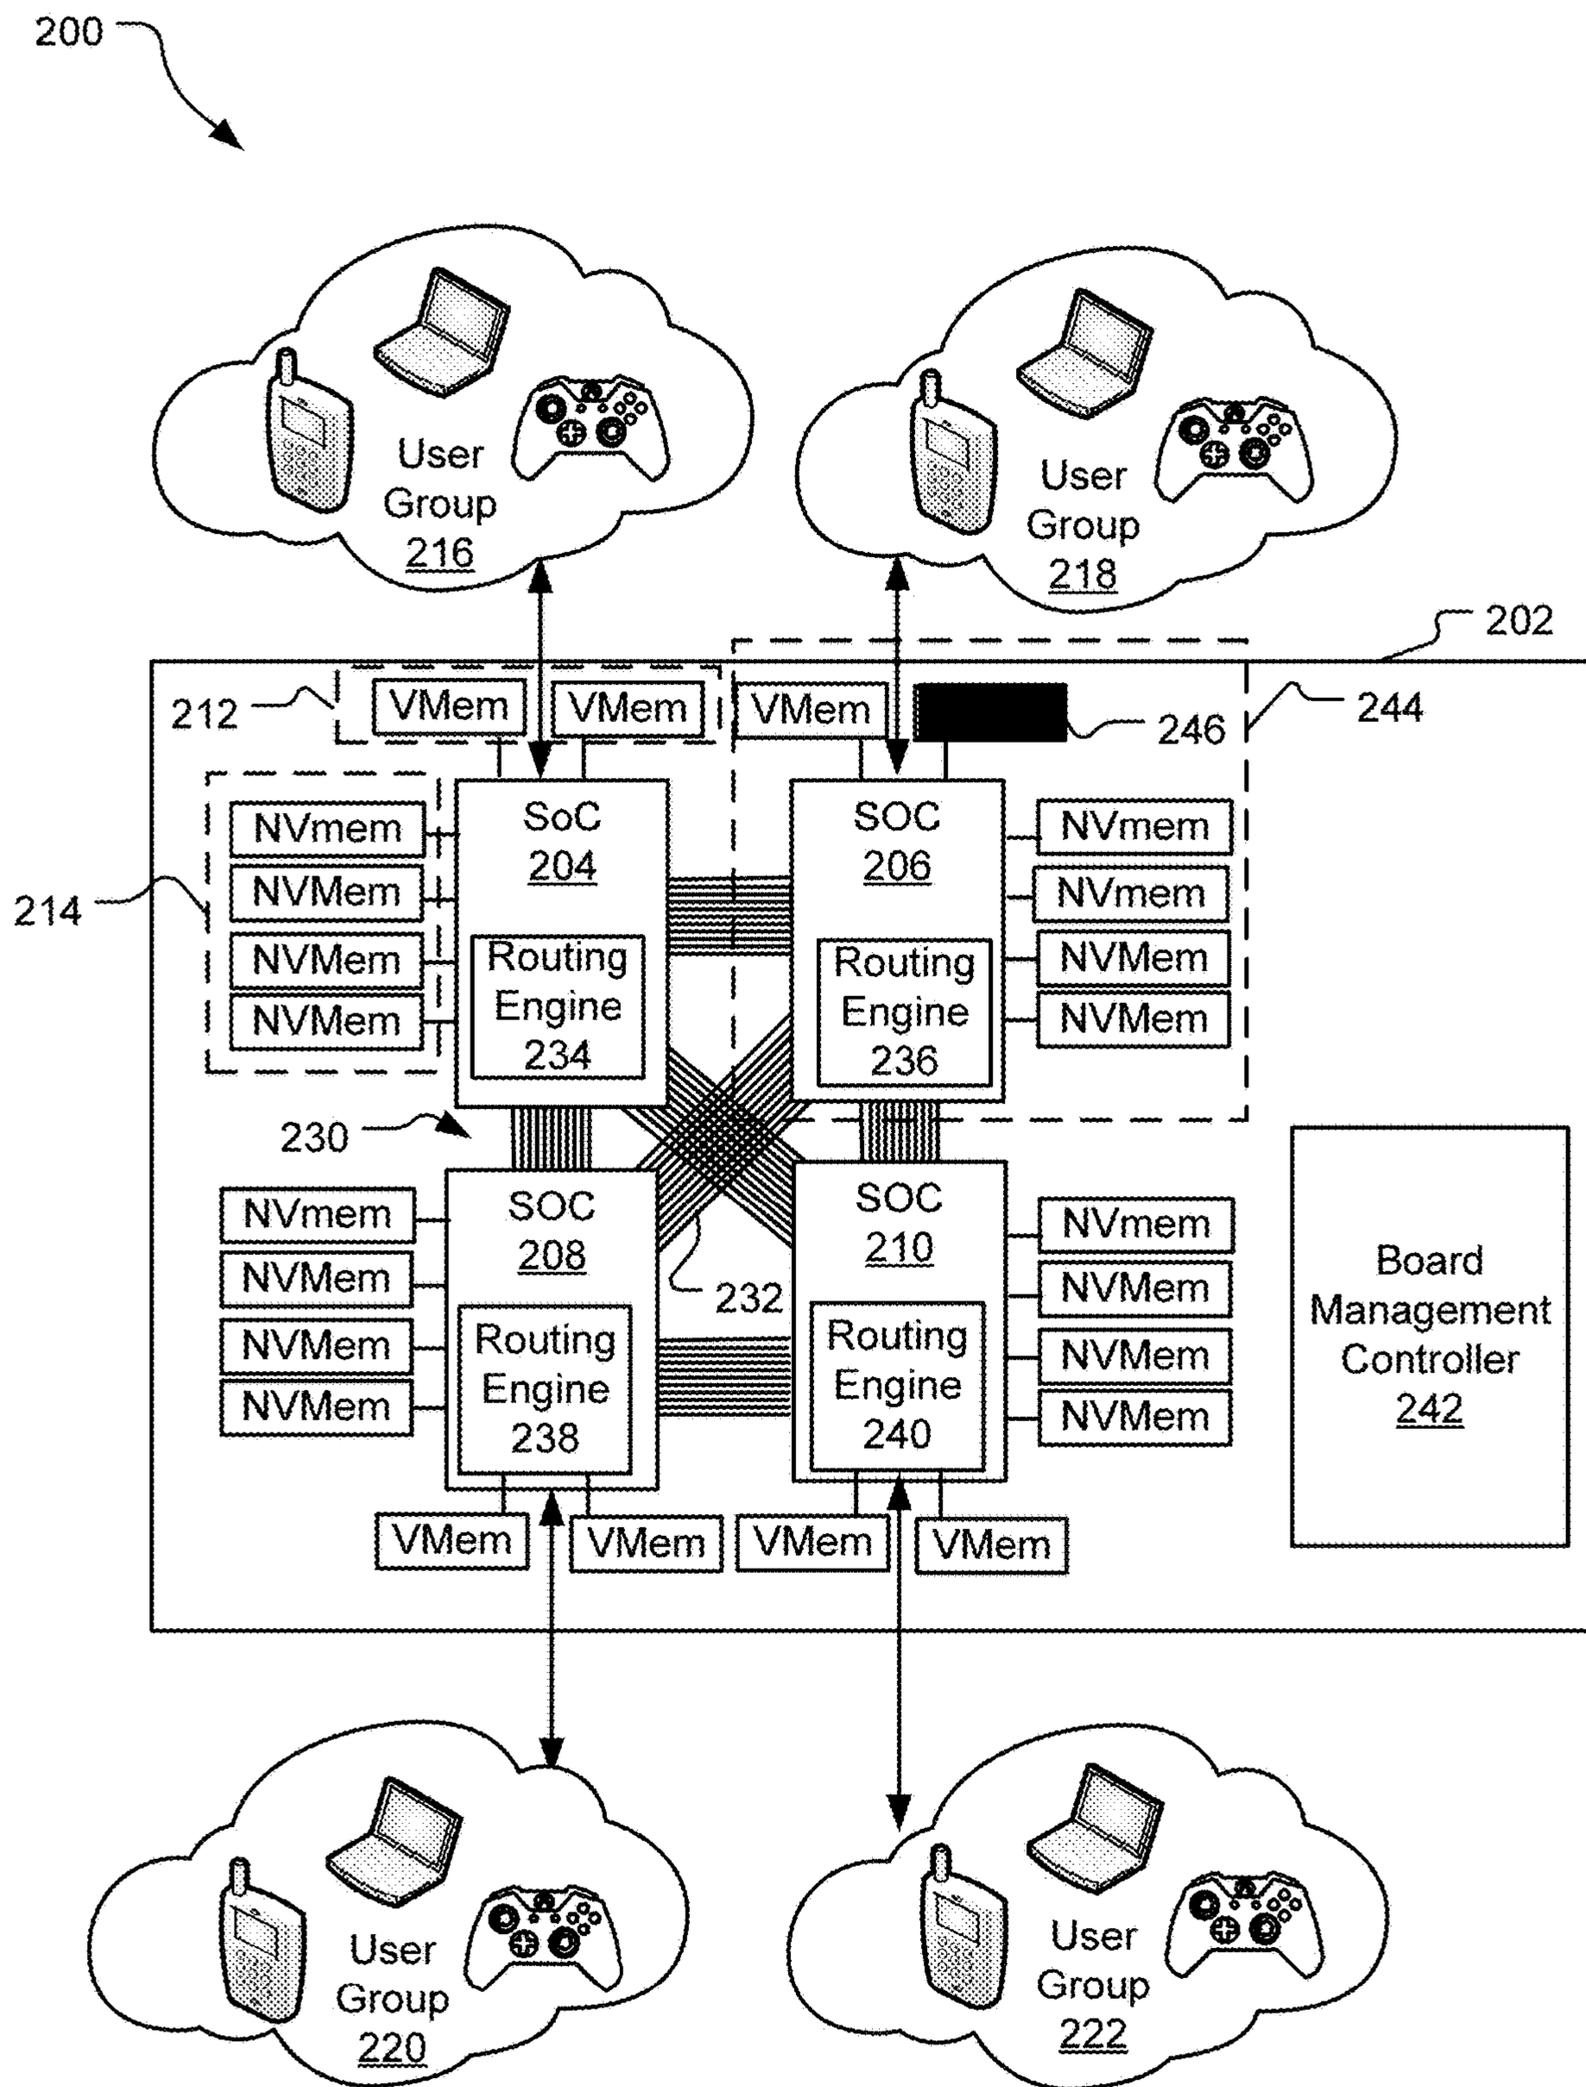 200
User
Group
216
User
Group
218
202
212
VMem
VMem
VMem
246
244
214
NVmem
NVMem
NVMem
NVMem
SoC
204
Routing
Engine
234
SOC
206
Routing
Engine
236
NVmem
NVmem
NVMem
NVMem
230
NVmem
NVMem
NVMem
NVMem
SOC
208
Routing
Engine
238
232
SOC
210
Routing
Engine
240
NVmem
NVMem
NVMem
NVMem
Board
Management
Controller
242
VMem
VMem
VMem
VMem
User
Group
220
User
Group
222